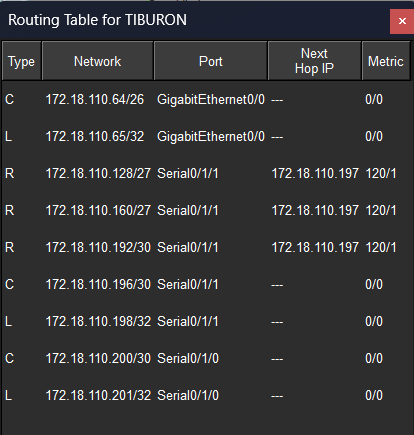 Routing Table for TIBURON
Type Network Port Next Hop IP Metric
C 172.18.110.64/26 GigabitEthernet0/0 --- 0/0
L 172.18.110.65/32 GigabitEthernet0/0 --- 0/0
R 172.18.110.128/27 Serial0/1/1 172.18.110.197 120/1
R 172.18.110.160/27 Serial0/1/1 172.18.110.197 120/1
R 172.18.110.192/30 Serial0/1/1 172.18.110.197 120/1
C 172.18.110.196/30 Serial0/1/1 --- 0/0
L 172.18.110.198/32 Serial0/1/1 --- 0/0
C 172.18.110.200/30 Serial0/1/0 --- 0/0
L 172.18.110.201/32 Serial0/1/0 --- 0/0